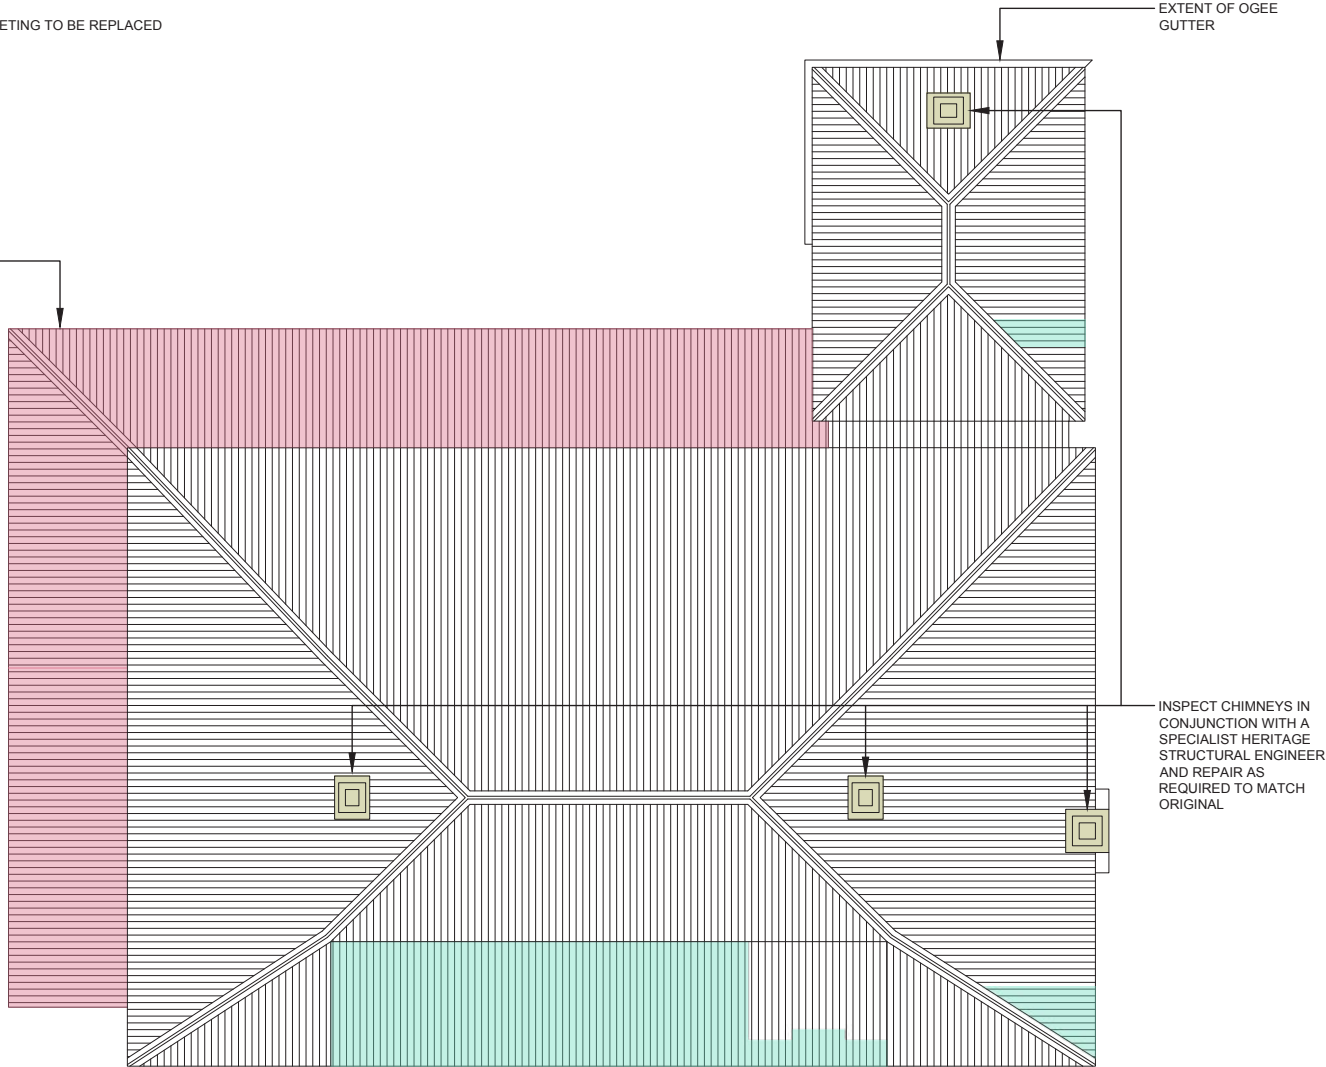 ETING TO BE REPLACED
EXTENT OF OGEE
GUTTER
INSPECT CHIMNEYS IN
CONJUNCTION WITH A
SPECIALIST HERITAGE
STRUCTURAL ENGINEER
AND REPAIR AS
REQUIRED TO MATCH
ORIGINAL